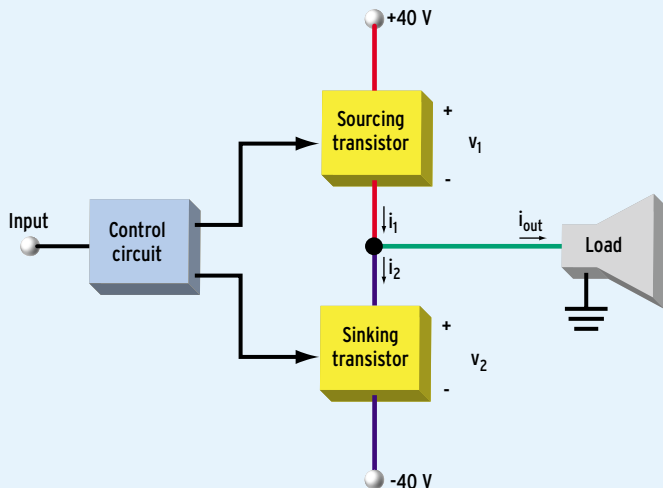 +40 V
Sourcing
transistor
+
v1
-
Input
Control
circuit
i1
iout
Load
i2
Sinking
transistor
+
v2
-
-40 V